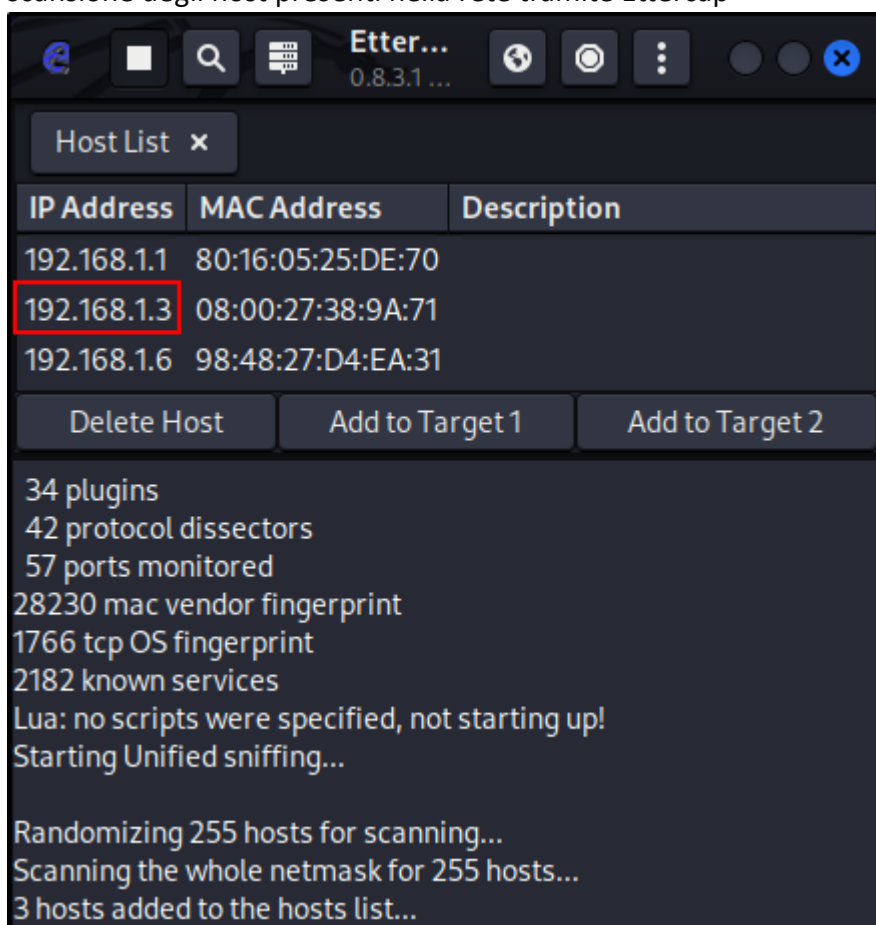 scansione degli host presenti nella rete tramite Ettercap
Etter...
0.8.3.1 ...
Host List ×
IP Address MAC Address Description
192.168.1.1 80:16:05:25:DE:70
192.168.1.3 08:00:27:38:9A:71
192.168.1.6 98:48:27:D4:EA:31
Delete Host Add to Target 1 Add to Target 2
34 plugins
42 protocol dissectors
57 ports monitored
28230 mac vendor fingerprint
1766 tcp OS fingerprint
2182 known services
Lua: no scripts were specified, not starting up!
Starting Unified sniffing...
Randomizing 255 hosts for scanning...
Scanning the whole netmask for 255 hosts...
3 hosts added to the hosts list...